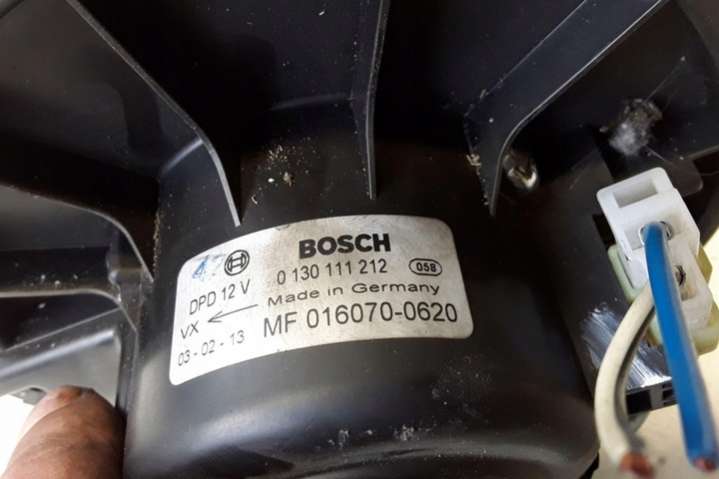 BOSCH
DPD 12 V 0 130 111 212 058
VX ← Made in Germany
03-02-13 MF 016070-0620